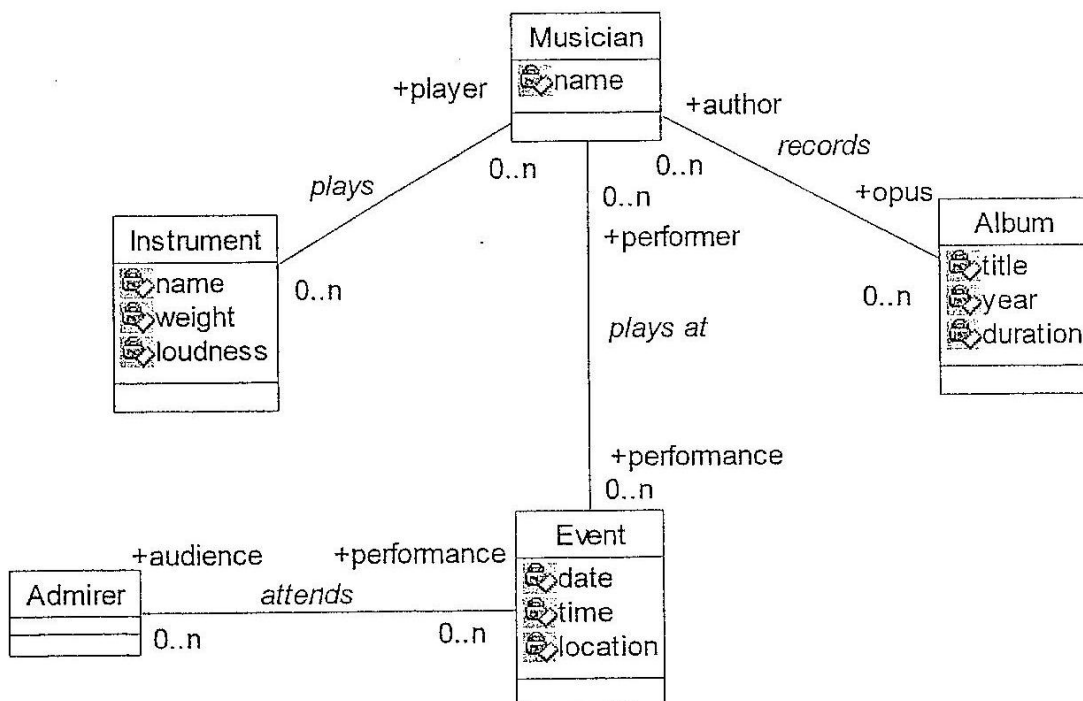 Musician
name
+player
+author
0..n
0..n
records
plays
0..n
+opus
+performer
Instrument
name
weight
loudness
0..n
Album
title
year
duration
0..n
plays at
+performance
0..n
Event
date
time
location
+audience
+performance
Admirer
attends
0..n
0..n